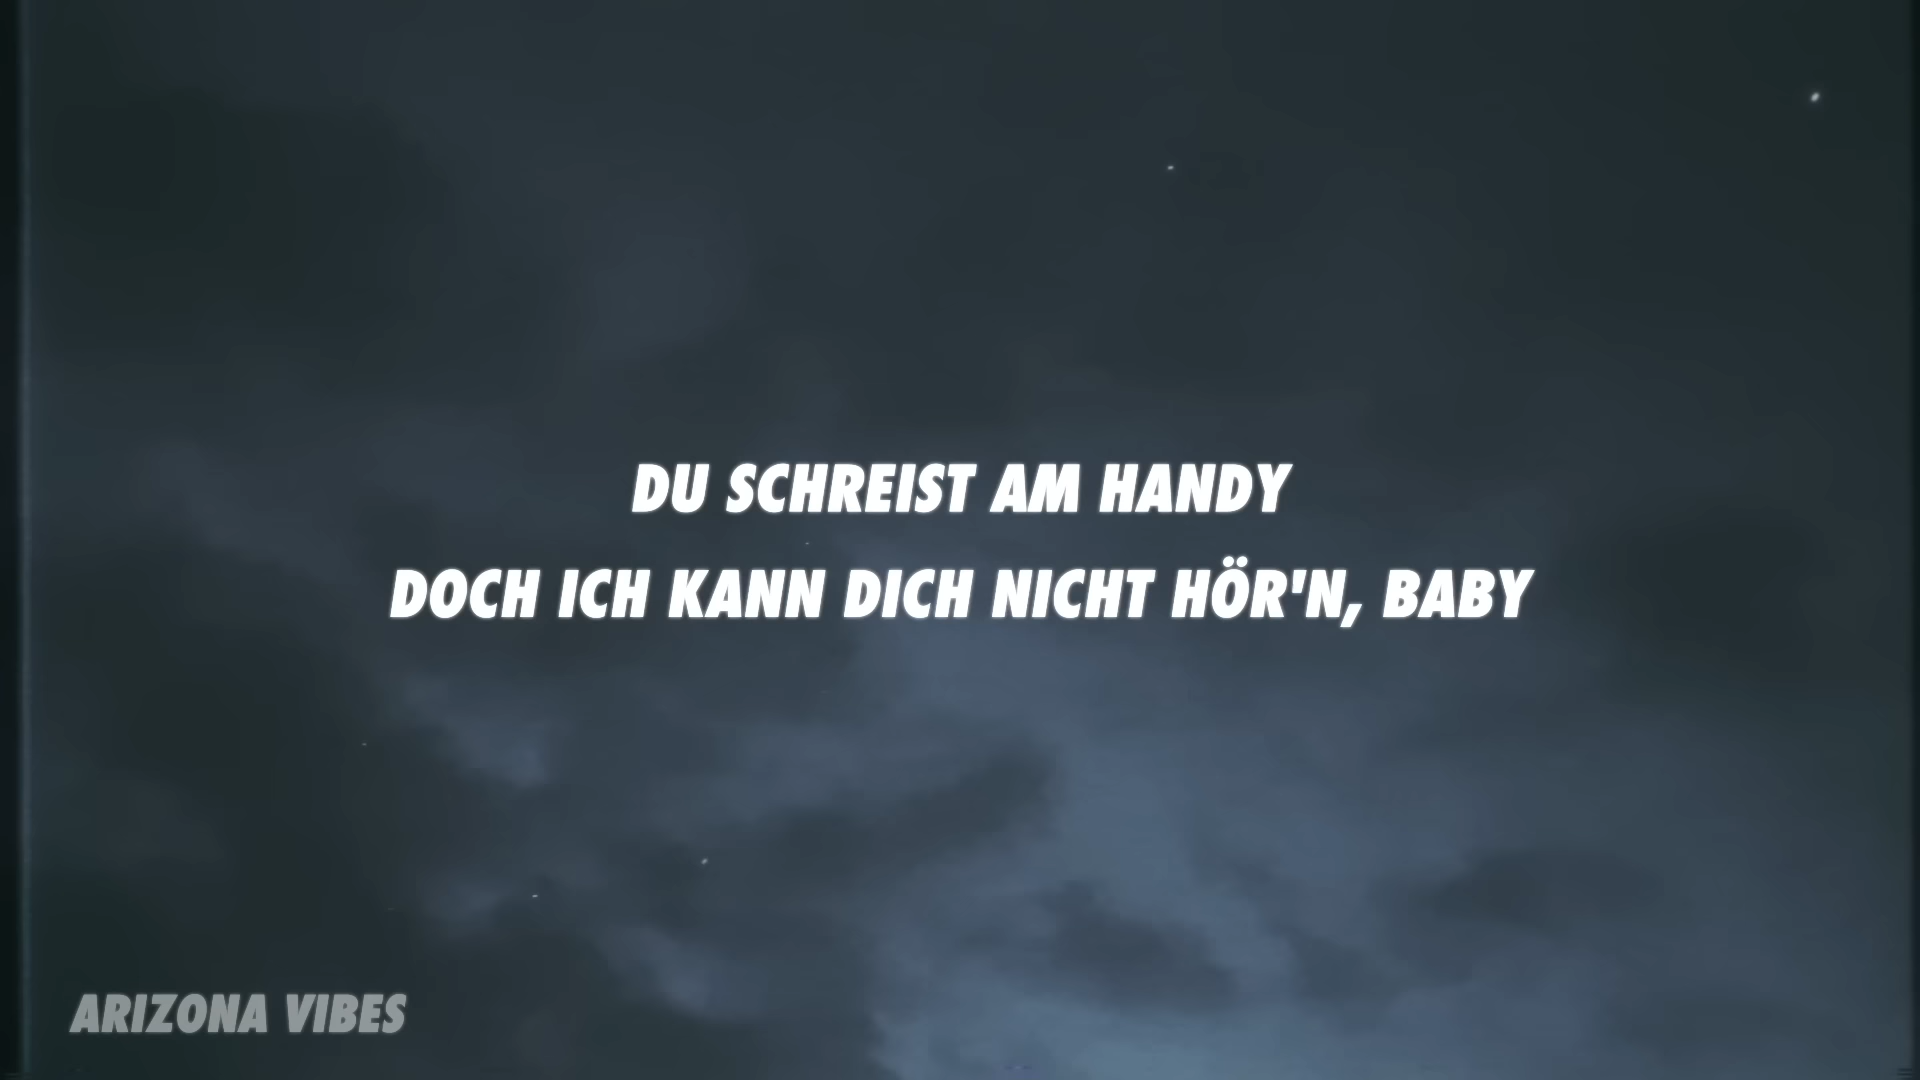 DU SCHREIST AM HANDY
DOCH ICH KANN DICH NICHT HÖR'N, BABY
ARIZONA VIBES